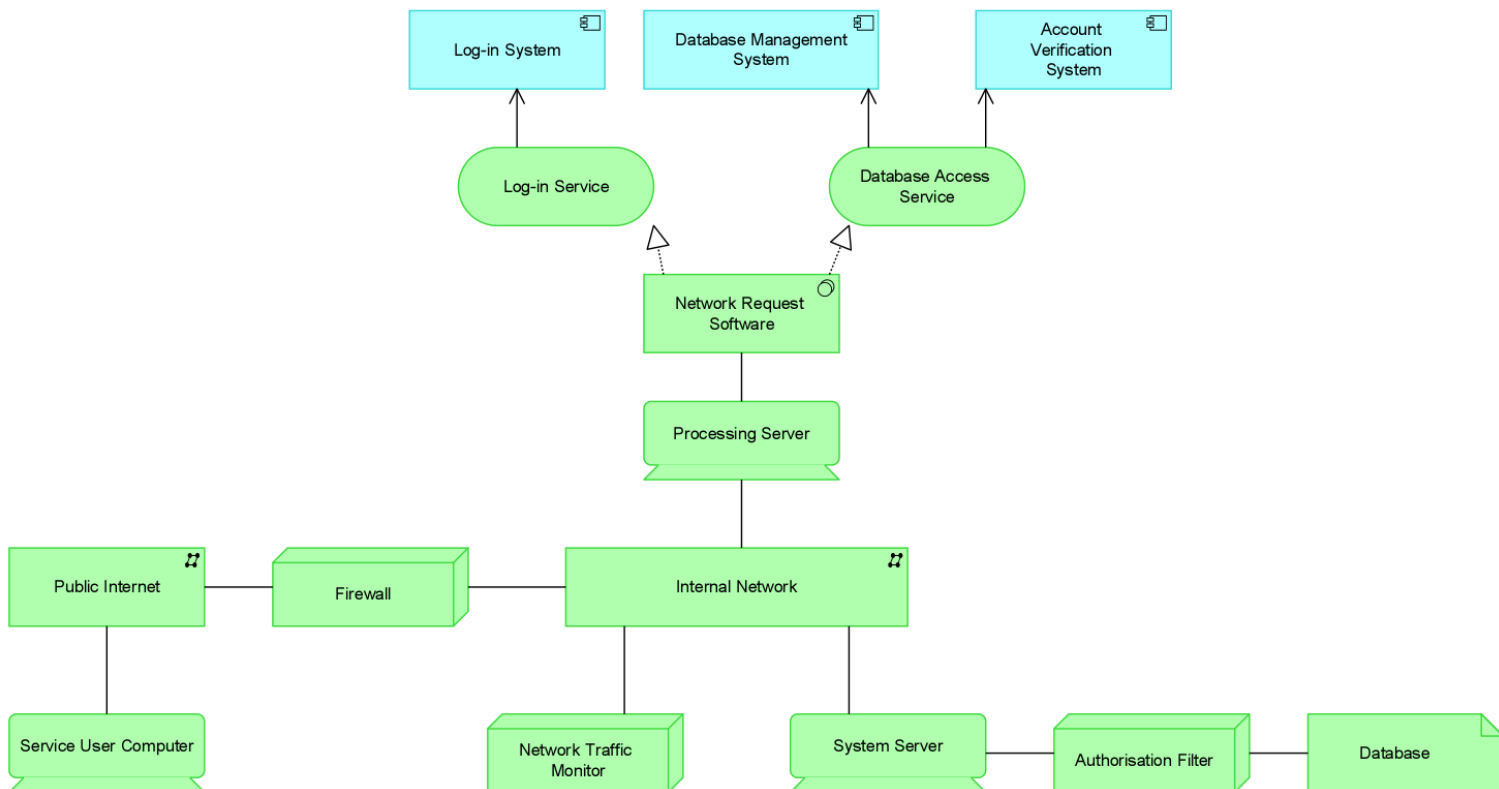 Log-in System
Database Management
System
Account
Verification
System
Log-in Service
Database Access
Service
Network Request
Software
Processing Server
Public Internet
Firewall
Internal Network
Service User Computer
Network Traffic
Monitor
System Server
Authorisation Filter
Database